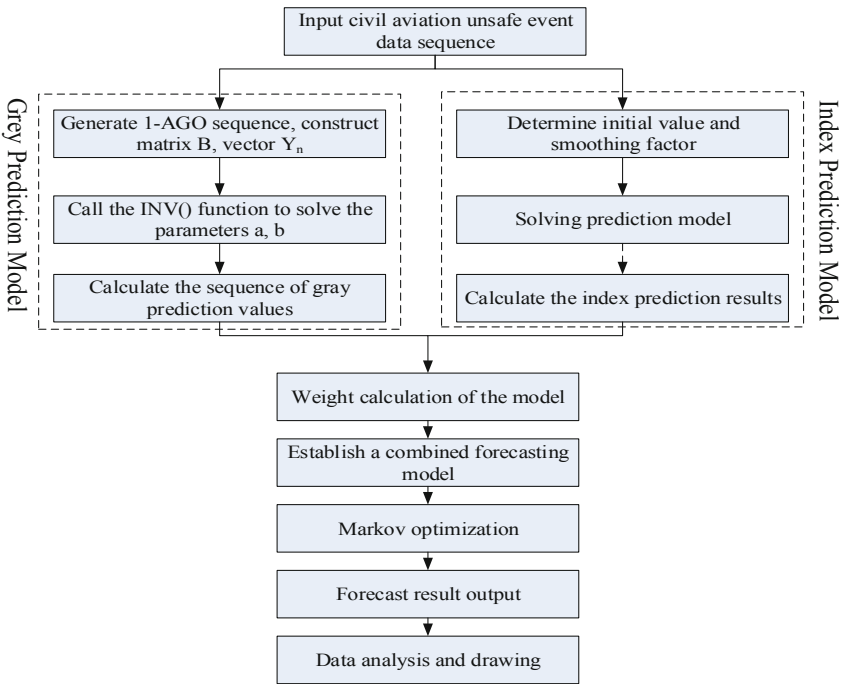 Input civil aviation unsafe event
data sequence
Grey Prediction Model
Generate 1-AGO sequence, construct
matrix B, vector Yn
Call the INV() function to solve the
parameters a, b
Calculate the sequence of gray
prediction values
Index Prediction Model
Determine initial value and
smoothing factor
Solving prediction model
Calculate the index prediction results
Weight calculation of the model
Establish a combined forecasting
model
Markov optimization
Forecast result output
Data analysis and drawing